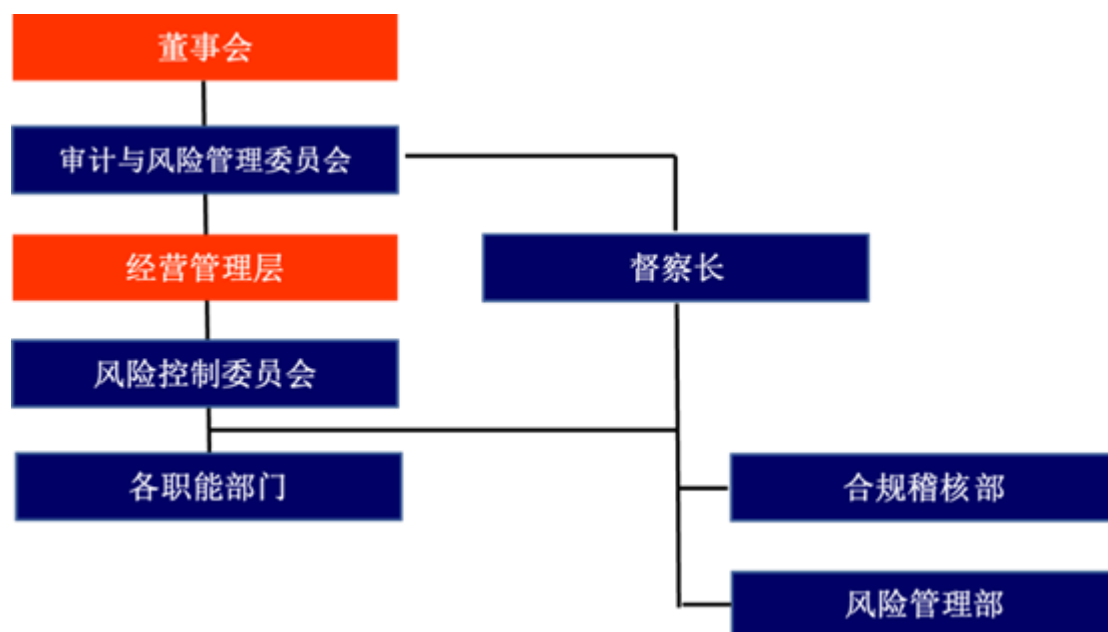 董事会
审计与风险管理委员会
经营管理层
督察长
风险控制委员会
各职能部门
合规稽核部
风险管理部